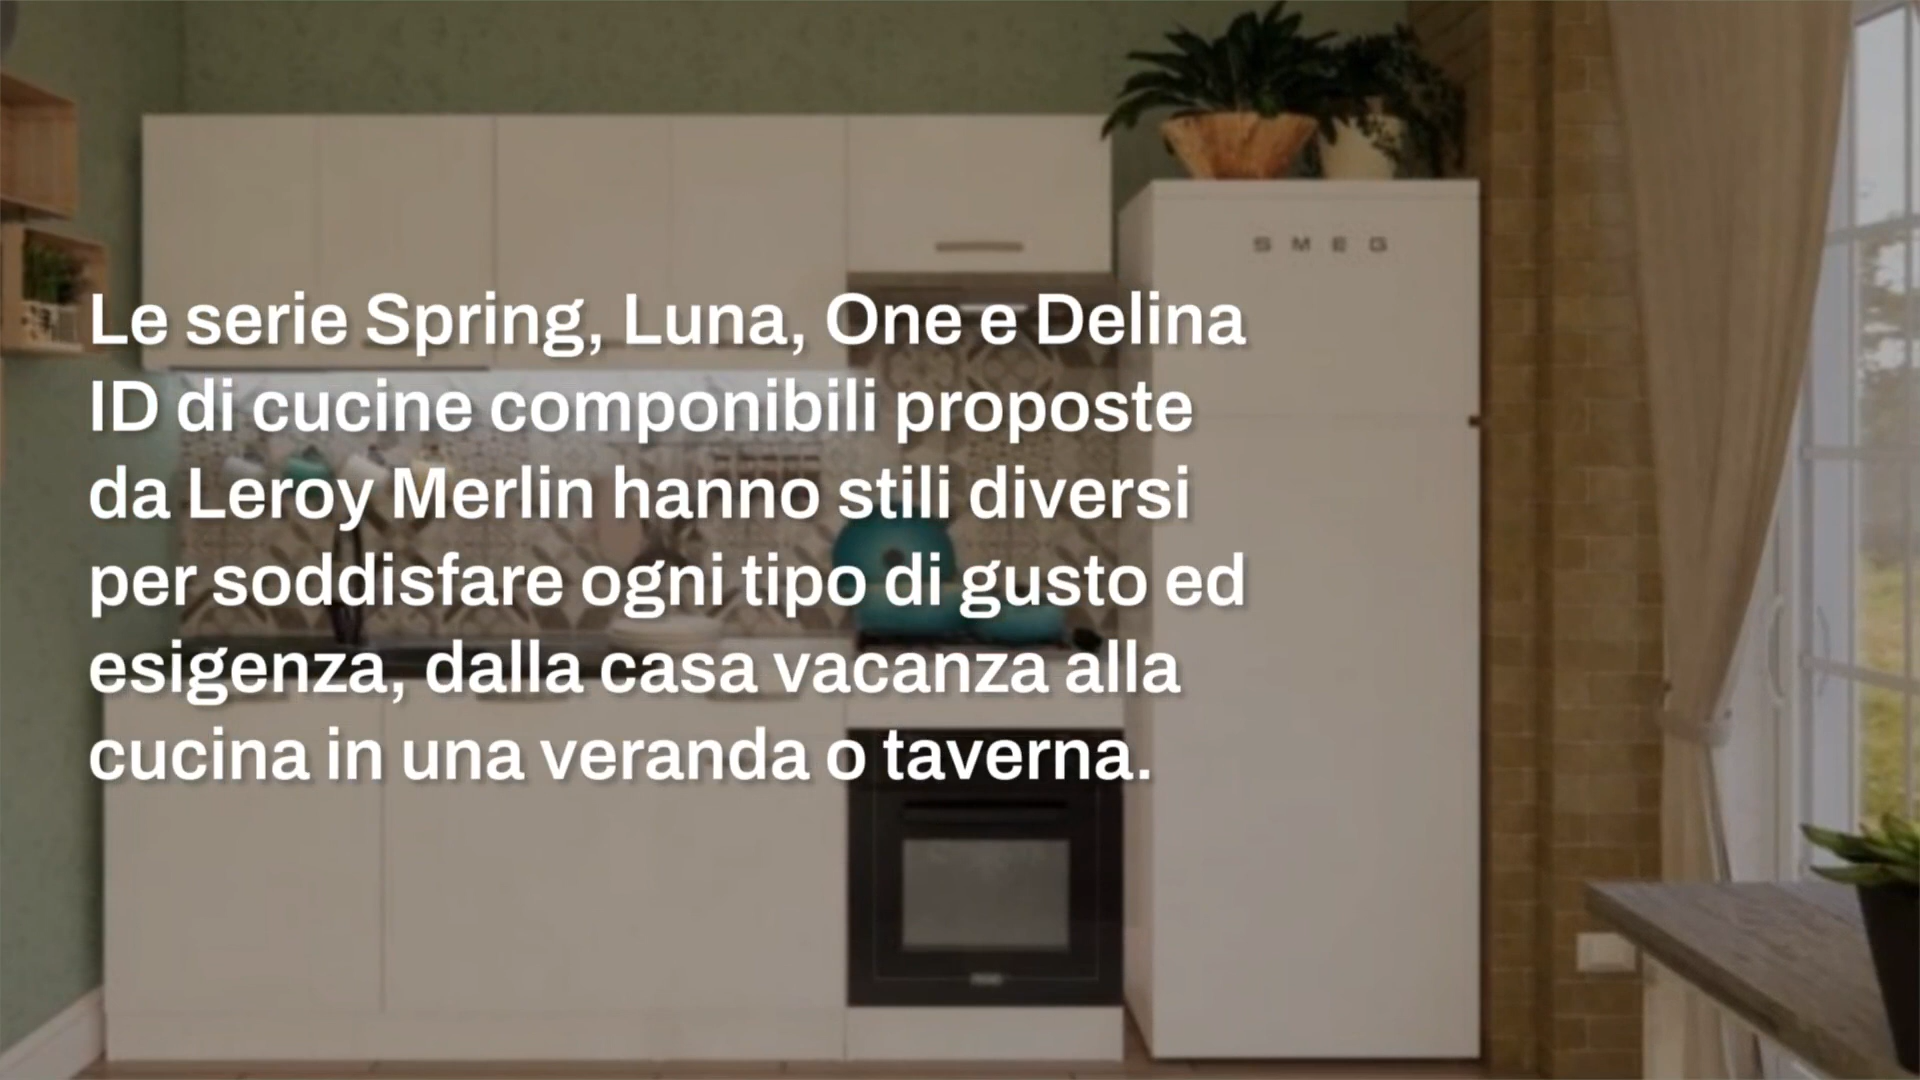 SMEG
Le serie Spring, Luna, One e Delina
ID di cucine componibili proposte
da Leroy Merlin hanno stili diversi
per soddisfare ogni tipo di gusto ed
esigenza, dalla casa vacanza alla
cucina in una veranda o taverna.